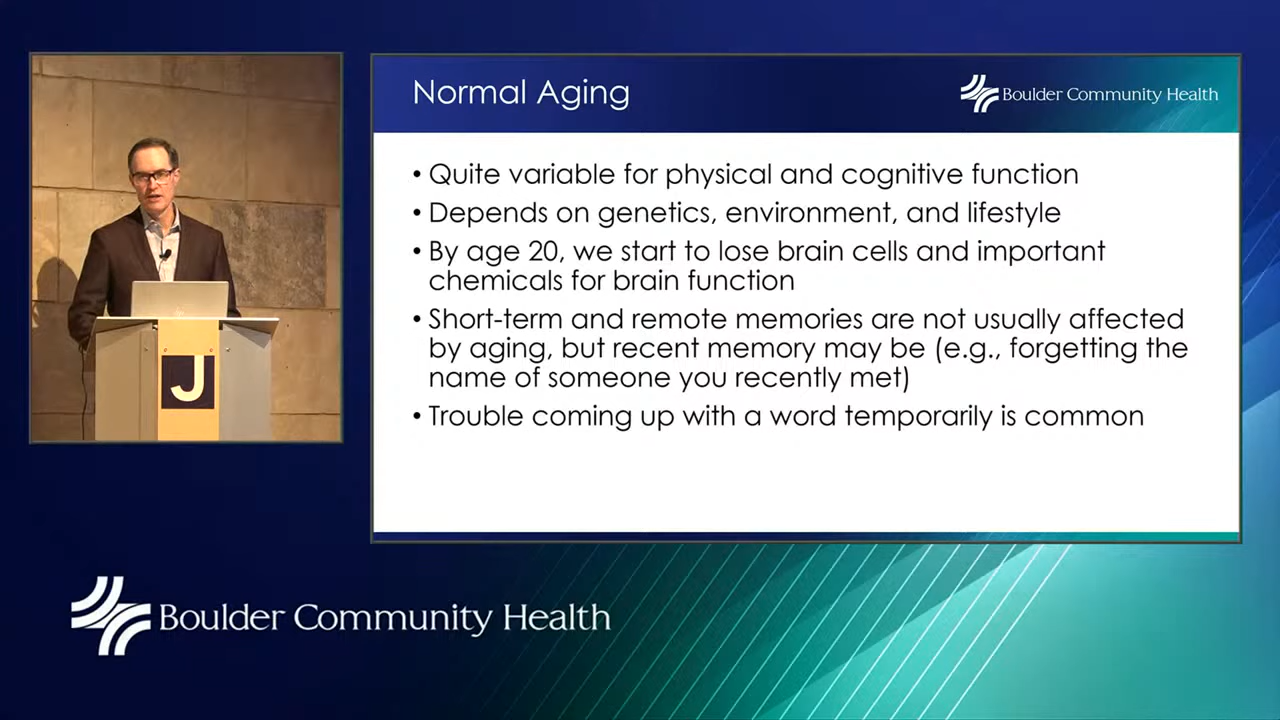 Normal Aging
Boulder Community Health
• Quite variable for physical and cognitive function
• Depends on genetics, environment, and lifestyle
• By age 20, we start to lose brain cells and important
chemicals for brain function
• Short-term and remote memories are not usually affected
by aging, but recent memory may be (e.g., forgetting the
name of someone you recently met)
• Trouble coming up with a word temporarily is common
J
Boulder Community Health